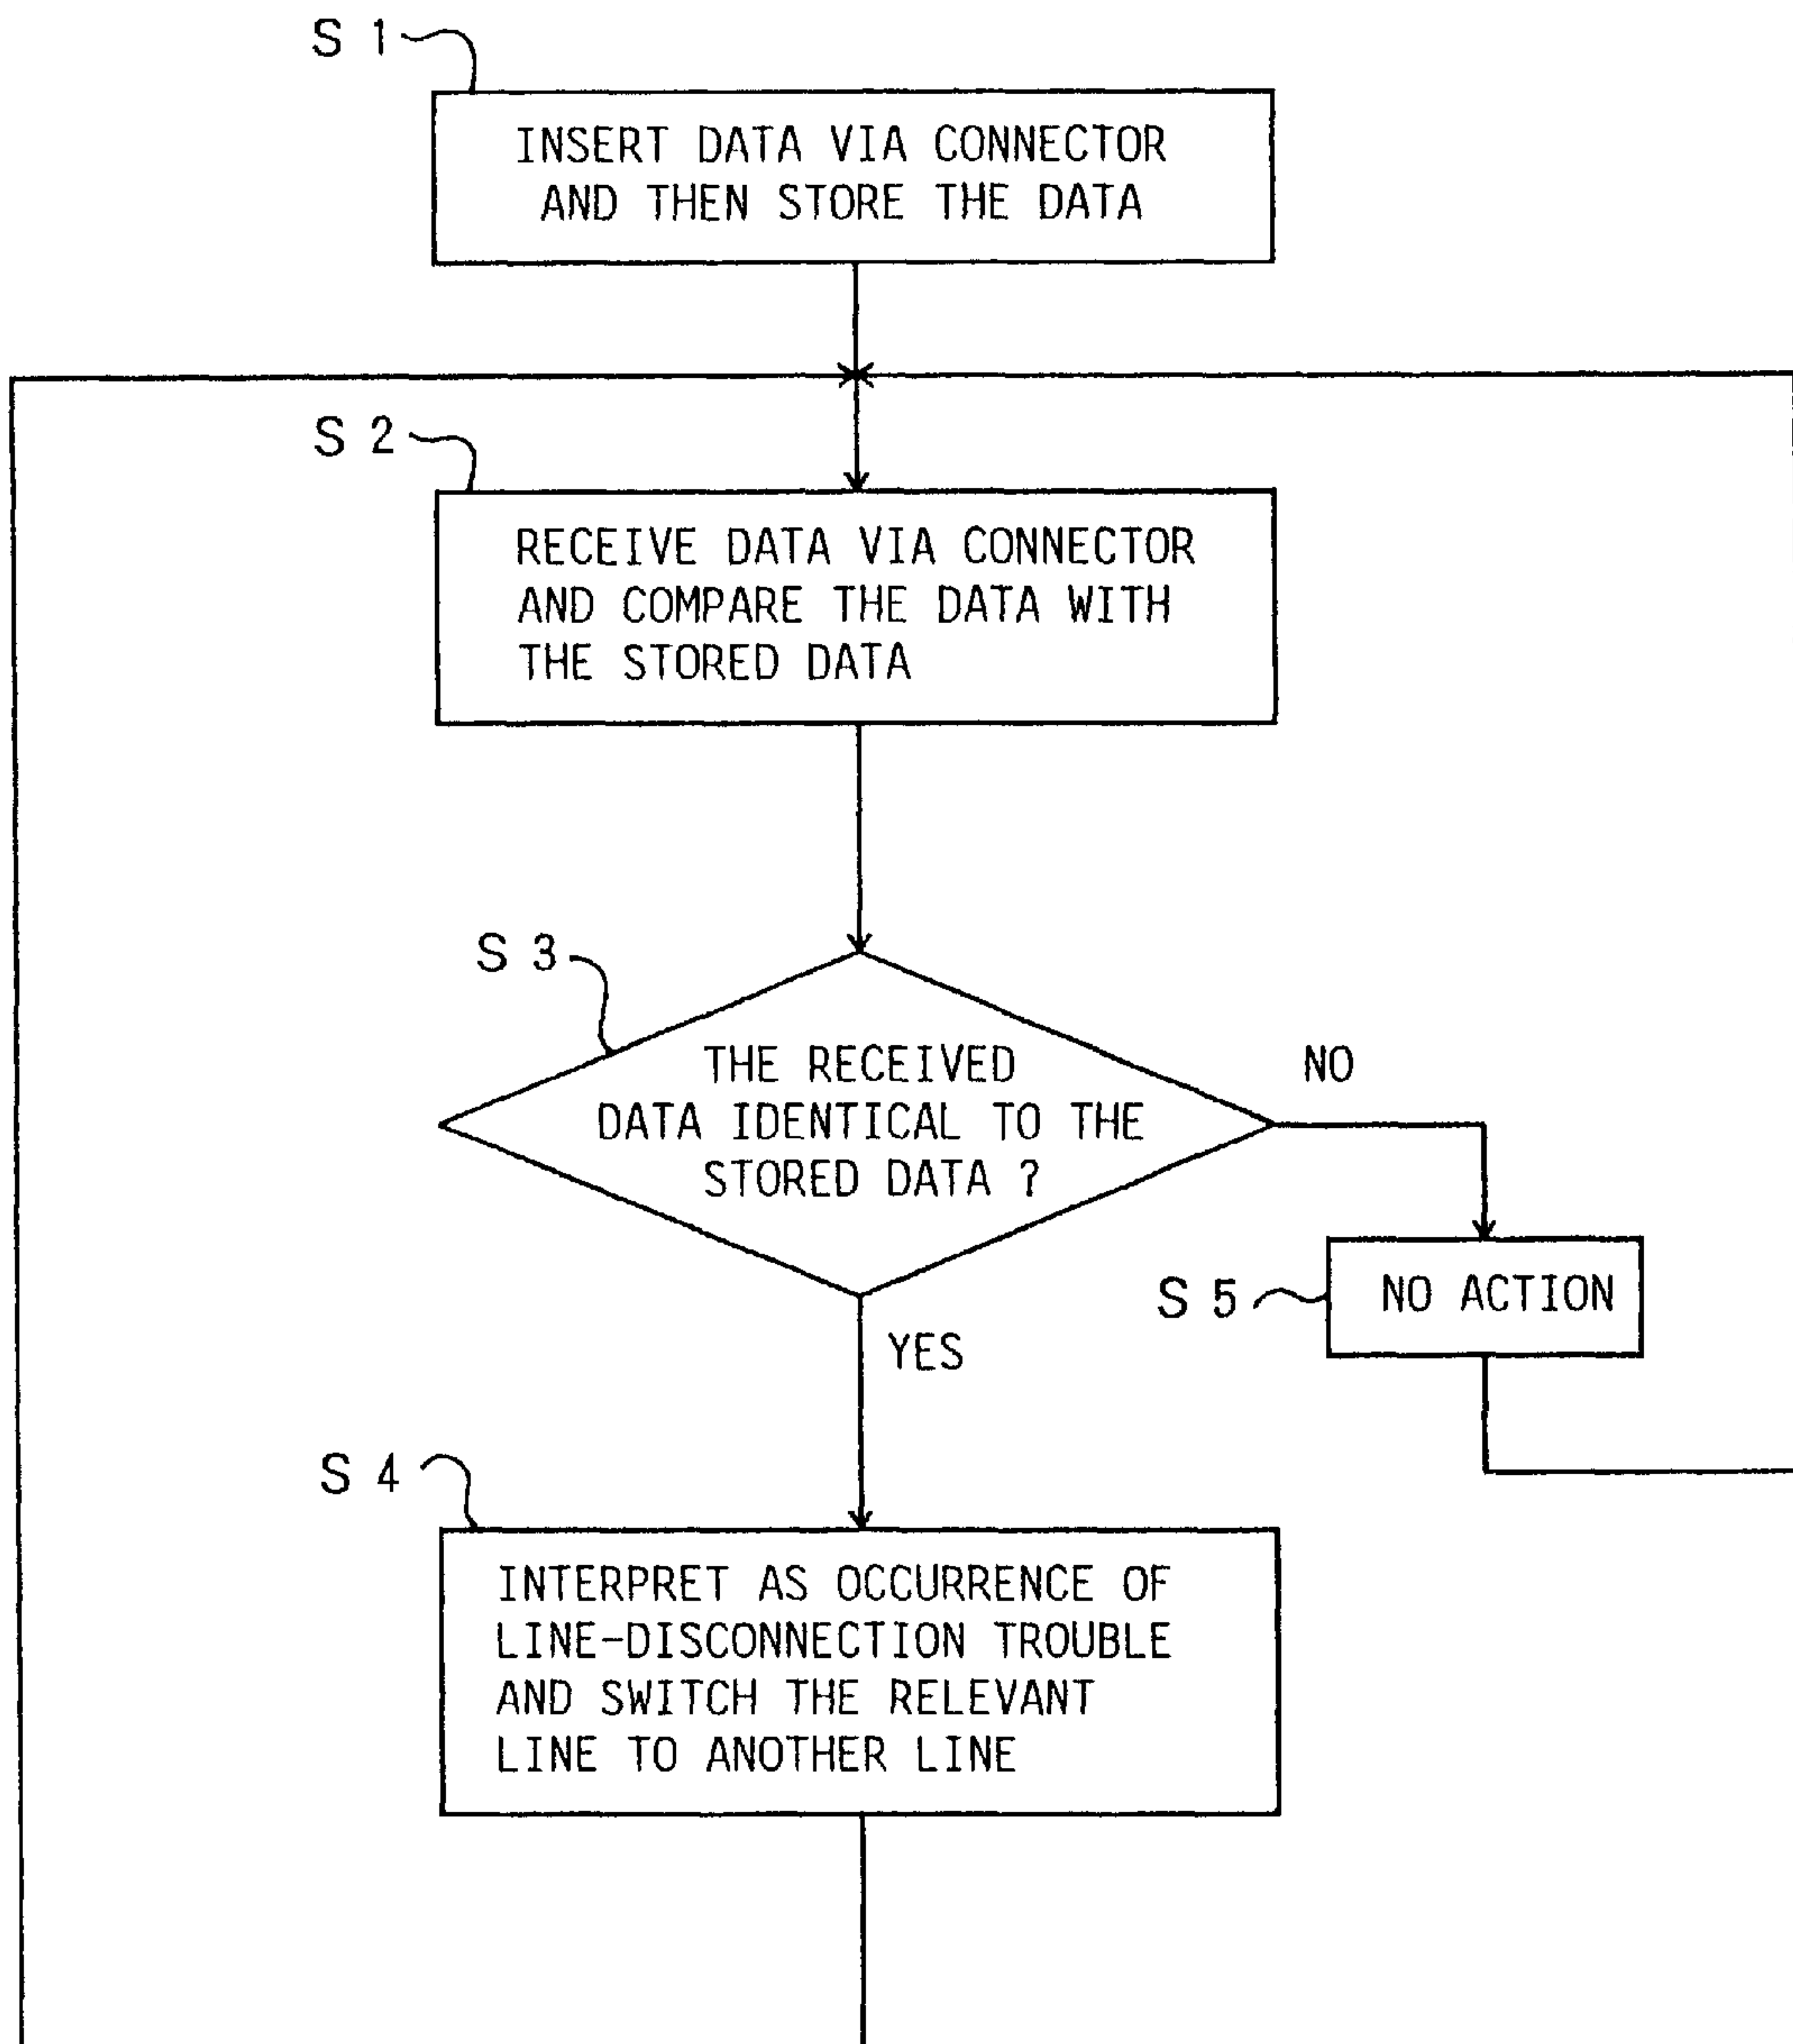 S 1
INSERT DATA VIA CONNECTOR
AND THEN STORE THE DATA
S 2
RECEIVE DATA VIA CONNECTOR
AND COMPARE THE DATA WITH
THE STORED DATA
S 3
THE RECEIVED
DATA IDENTICAL TO THE
STORED DATA ?
NO
S 5
NO ACTION
YES
S 4
INTERPRET AS OCCURRENCE OF
LINE-DISCONNECTION TROUBLE
AND SWITCH THE RELEVANT
LINE TO ANOTHER LINE